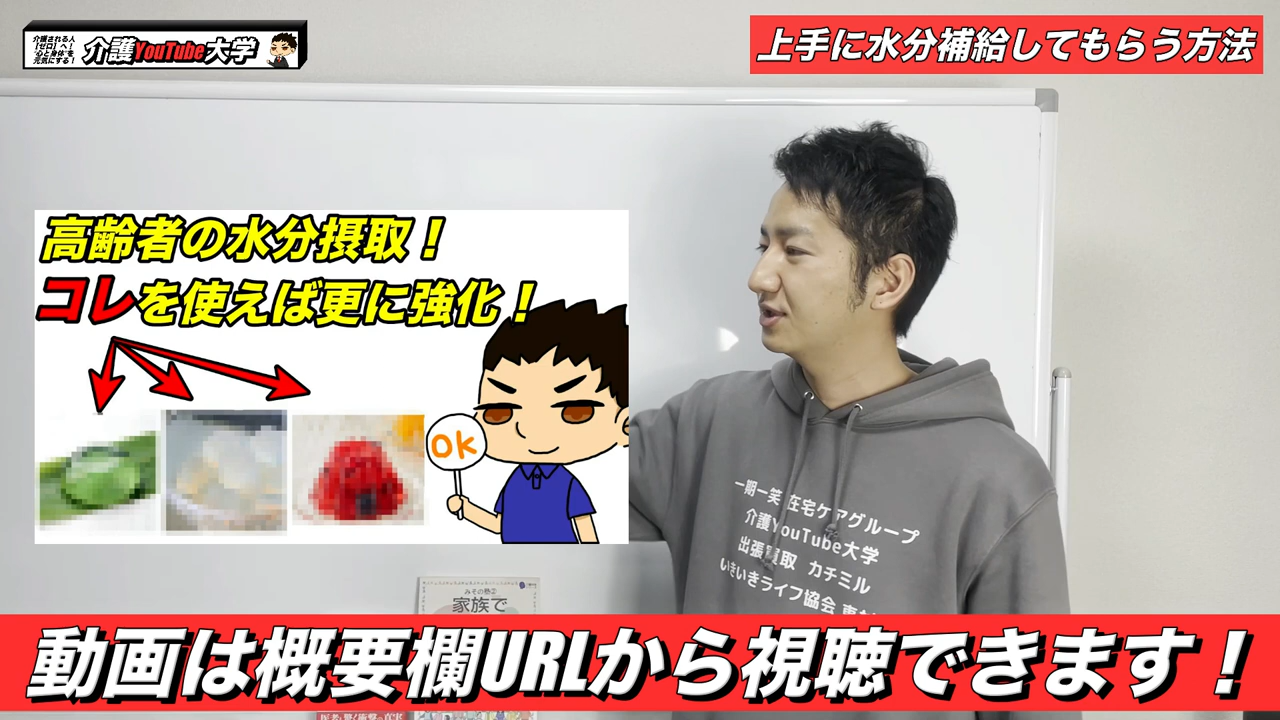 介護される人
【ゼロ】へ！
"心と身体"を
元気にする！
介護YouTube大学
上手に水分補給してもらう方法
高齢者の水分摂取！
コレを使えば更に強化！
OK
一期一笑 在宅ケアグループ
介護YouTube大学
出張買取 カチミル
いきいきライフ協会
みその塾②
家族で
動画は概要欄URLから視聴できます！